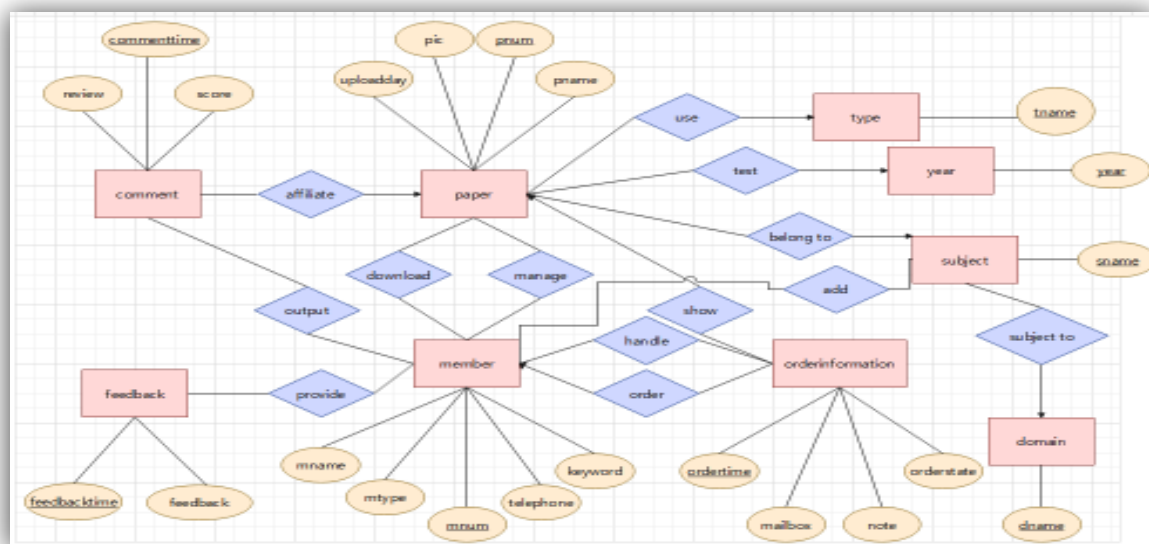 commenttime
pic
pnum
review
score
uploadday
pname
use
type
tname
test
year
year
comment
affiliate
paper
belong to
subject
sname
download
manage
add
output
show
subject to
handle
member
orderinformation
feedback
provide
order
domain
mname
keyword
ordertime
orderstate
feedbacktime
feedback
mtype
telephone
mnum
mailbox
note
dname